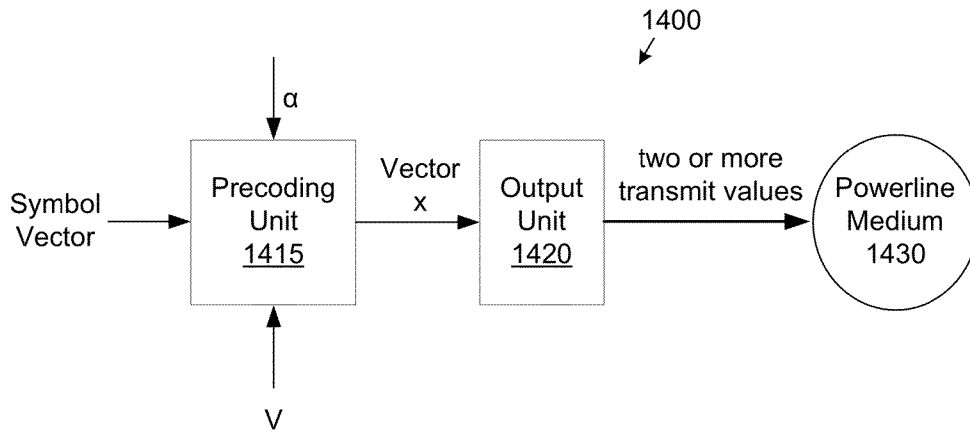 1400
α
Symbol
Vector
Precoding
Unit
1415
Vector
x
Output
Unit
1420
two or more
transmit values
Powerline
Medium
1430
V